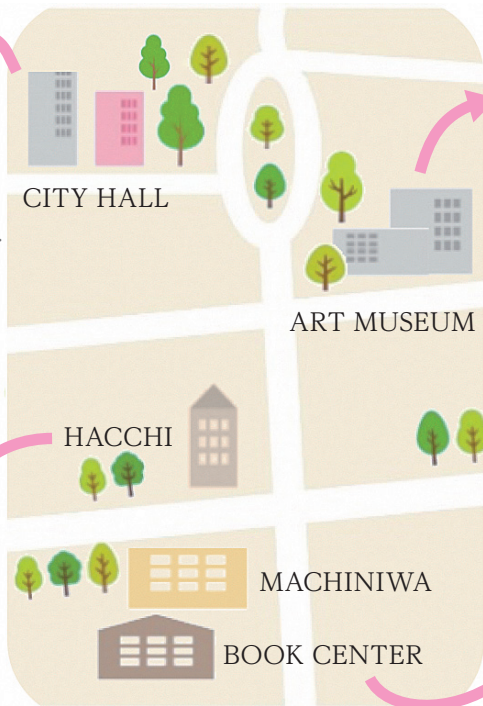 CITY HALL
ART MUSEUM
HACCHI
MACHINIWA
BOOK CENTER